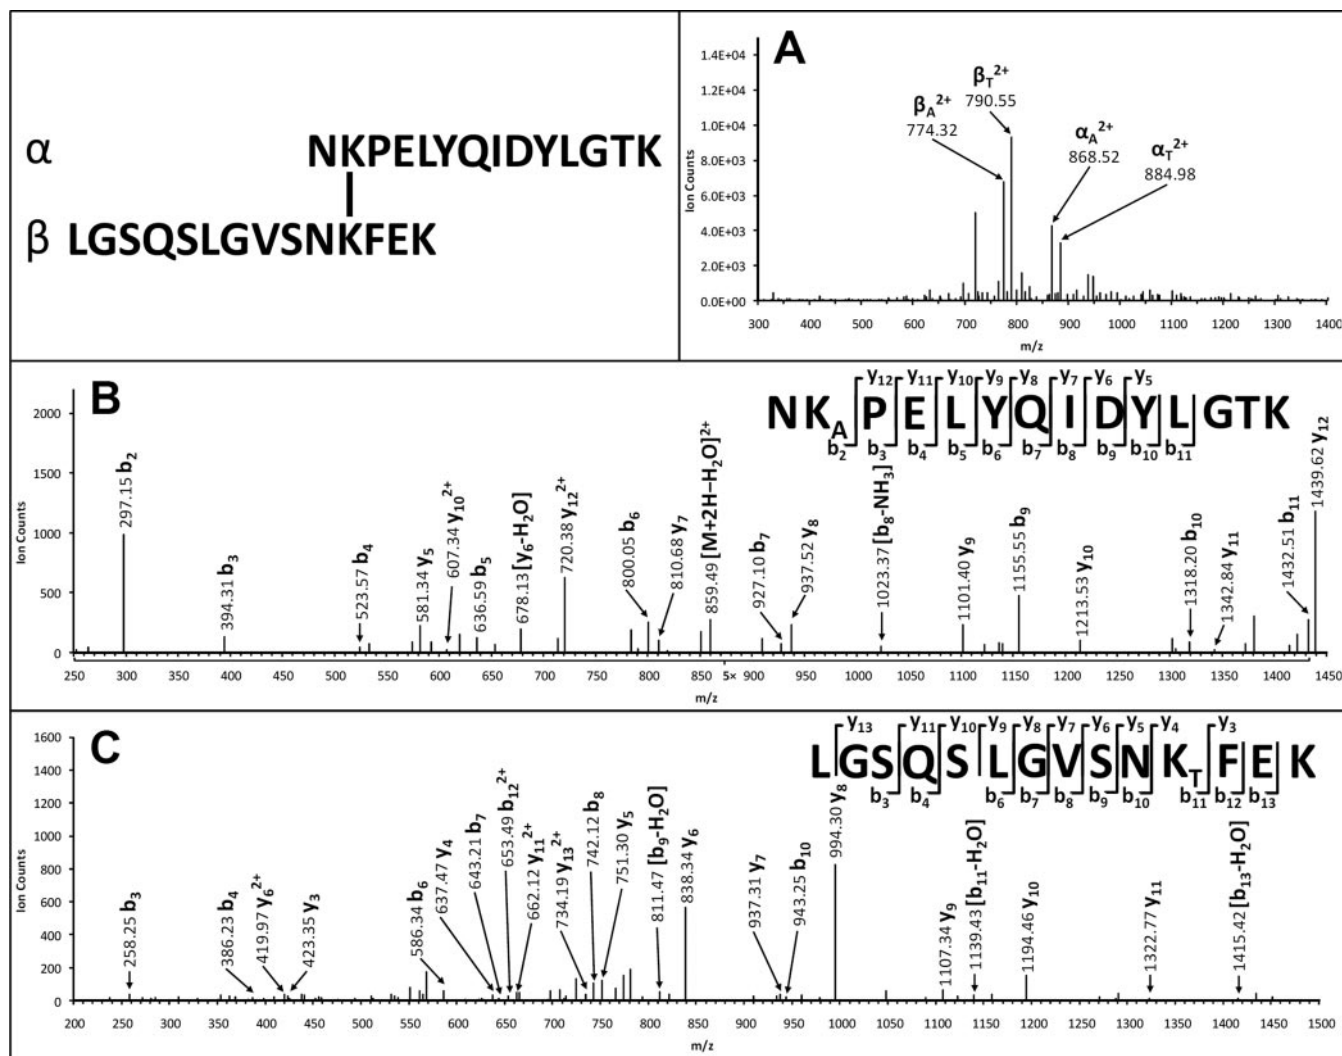 α NKPELYQIDYLGTK
β LGSQSLGVSNKFEK
A
Ion Counts
1.4E+04
1.2E+04
1.0E+04
8.0E+03
6.0E+03
4.0E+03
2.0E+03
0.0E+00
β_A²⁺
774.32
β_T²⁺
790.55
α_A²⁺
868.52
α_T²⁺
884.98
300 400 500 600 700 800 900 1000 1100 1200 1300 1400
m/z
B
Ion Counts
2000
1500
1000
500
0
y₁₂ y₁₁ y₁₀ y₉ y₈ y₇ y₆ y₅
NK_A PELYQIDYLGTK
b₂ b₃ b₄ b₅ b₆ b₇ b₈ b₉ b₁₀ b₁₁
297.15 b₂
394.31 b₃
523.57 b₄
581.34 y₅
607.34 y₁₀²⁺
636.59 b₅
678.13 [y₆-H₂O]
720.38 y₁₂²⁺
800.05 b₆
810.68 y₇
859.49 [M+2H–H₂O]²⁺
927.10 b₇
937.52 y₈
1023.37 [b₈-NH₃]
1101.40 y₉
1155.55 b₉
1213.53 y₁₀
1318.20 b₁₀
1342.84 y₁₁
1432.51 b₁₁
1439.62 y₁₂
250 300 350 400 450 500 550 600 650 700 750 800 850 5× 900 950 1000 1050 1100 1150 1200 1250 1300 1350 1400 1450
m/z
C
Ion Counts
1600
1400
1200
1000
800
600
400
200
0
y₁₃ y₁₁ y₁₀ y₉ y₈ y₇ y₆ y₅ y₄ y₃
LGSQSLGVSNK_T FEK
b₃ b₄ b₆ b₇ b₈ b₉ b₁₀ b₁₁ b₁₂ b₁₃
258.25 b₃
386.23 b₄
419.97 y₆²⁺
423.35 y₃
586.34 b₆
637.47 y₄
643.21 b₇
653.49 b₁₂²⁺
662.12 y₁₁²⁺
734.19 y₁₃²⁺
742.12 b₈
751.30 y₅
811.47 [b₉-H₂O]
838.34 y₆
937.31 y₇
943.25 b₁₀
994.30 y₈
1107.34 y₉
1139.43 [b₁₁-H₂O]
1194.46 y₁₀
1322.77 y₁₁
1415.42 [b₁₃-H₂O]
200 250 300 350 400 450 500 550 600 650 700 750 800 850 900 950 1000 1050 1100 1150 1200 1250 1300 1350 1400 1450 1500
m/z